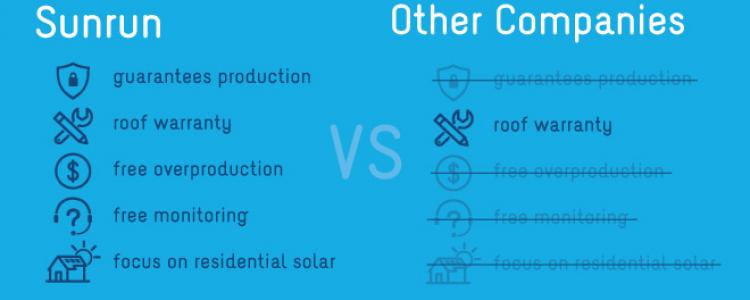 Sunrun
guarantees production
roof warranty
free overproduction
free monitoring
focus on residential solar
VS
Other Companies
guarantees production
roof warranty
free overproduction
free monitoring
focus on residential solar